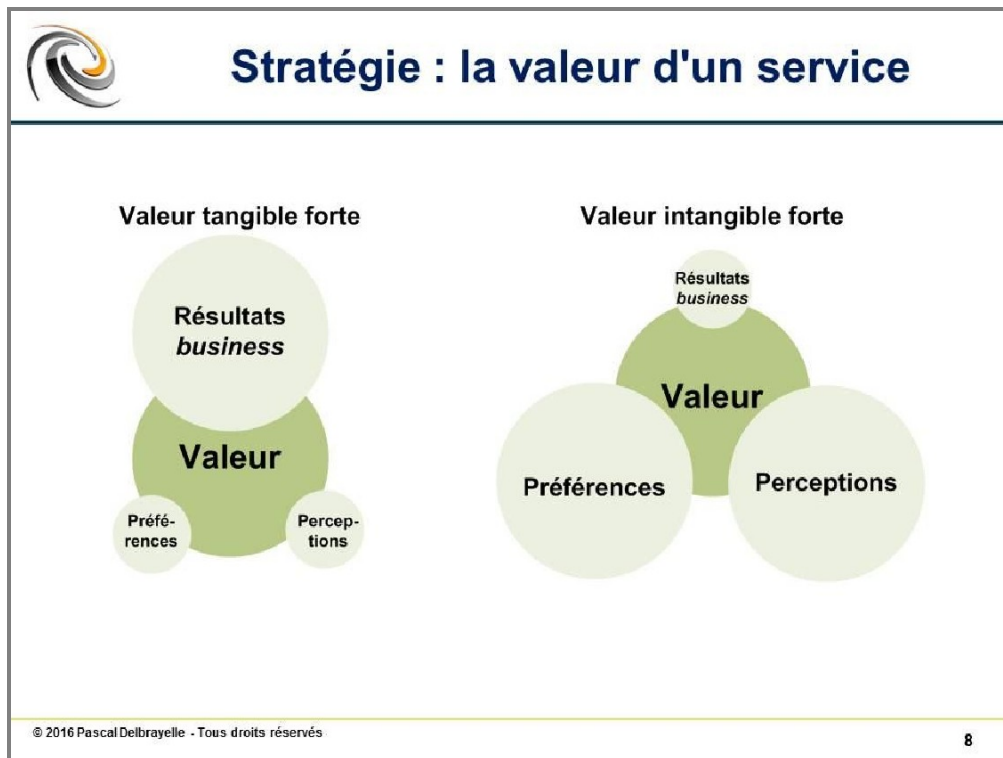 Stratégie : la valeur d'un service
Valeur tangible forte
Résultats
business
Valeur
Préfé-
rences
Percep-
tions
Valeur intangible forte
Résultats
business
Valeur
Préférences
Perceptions
© 2016 Pascal Delbrayelle - Tous droits réservés
8